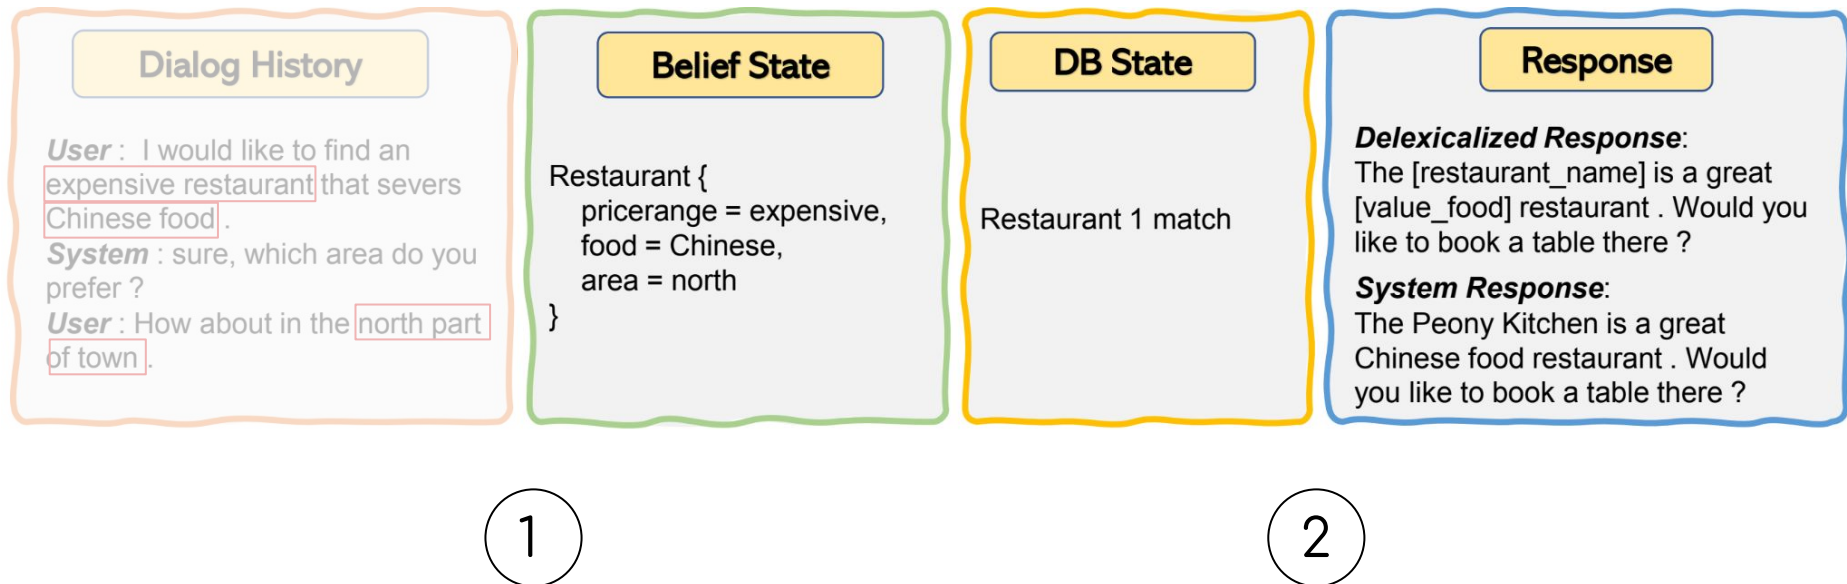 Dialog History
User : I would like to find an
expensive restaurant that severs
Chinese food .
System : sure, which area do you
prefer ?
User : How about in the north part
of town .
Belief State
Restaurant {
pricerange = expensive,
food = Chinese,
area = north
}
DB State
Restaurant 1 match
Response
Delexicalized Response:
The [restaurant_name] is a great
[value_food] restaurant . Would you
like to book a table there ?
System Response:
The Peony Kitchen is a great
Chinese food restaurant . Would
you like to book a table there ?
1
2